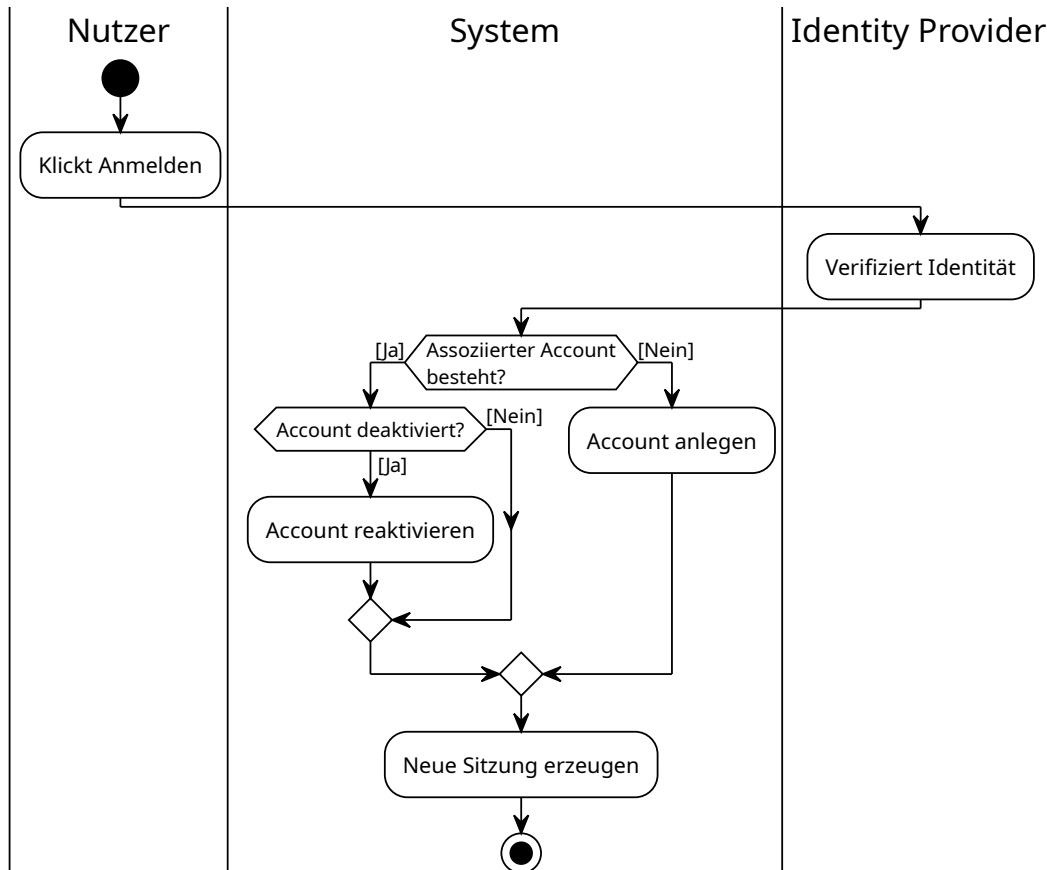 Nutzer
System
Identity Provider
Klickt Anmelden
Verifiziert Identität
[Ja]
Assoziierter Account
besteht?
[Nein]
Account deaktiviert?
[Nein]
Account anlegen
[Ja]
Account reaktivieren
Neue Sitzung erzeugen